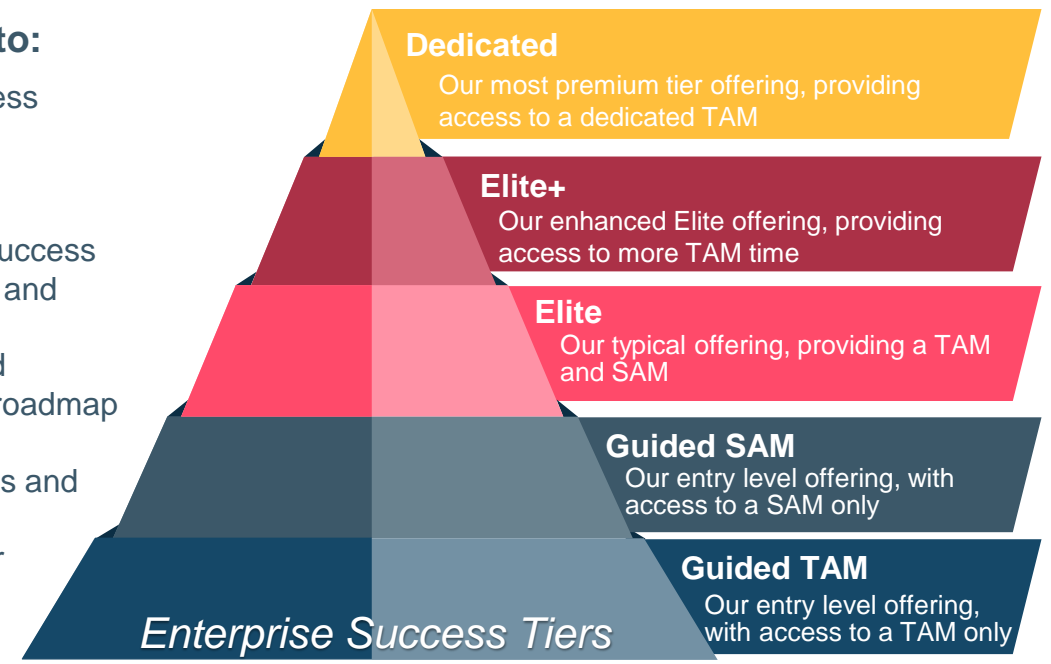 to:
ess
uccess
and
d
roadmap
s and
Dedicated
Our most premium tier offering, providing
access to a dedicated TAM
Elite+
Our enhanced Elite offering, providing
access to more TAM time
Elite
Our typical offering, providing a TAM
and SAM
Guided SAM
Our entry level offering, with
access to a SAM only
Guided TAM
Our entry level offering,
with access to a TAM only
Enterprise Success Tiers